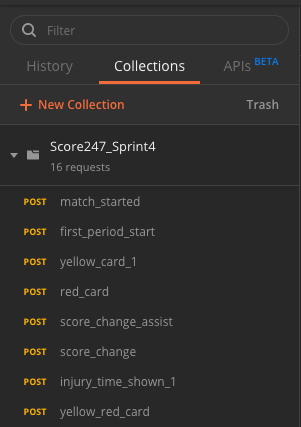 Filter
History Collections APIs BETA
+ New Collection Trash
Score247_Sprint4
16 requests
POST match_started
POST first_period_start
POST yellow_card_1
POST red_card
POST score_change_assist
POST score_change
POST injury_time_shown_1
POST yellow_red_card